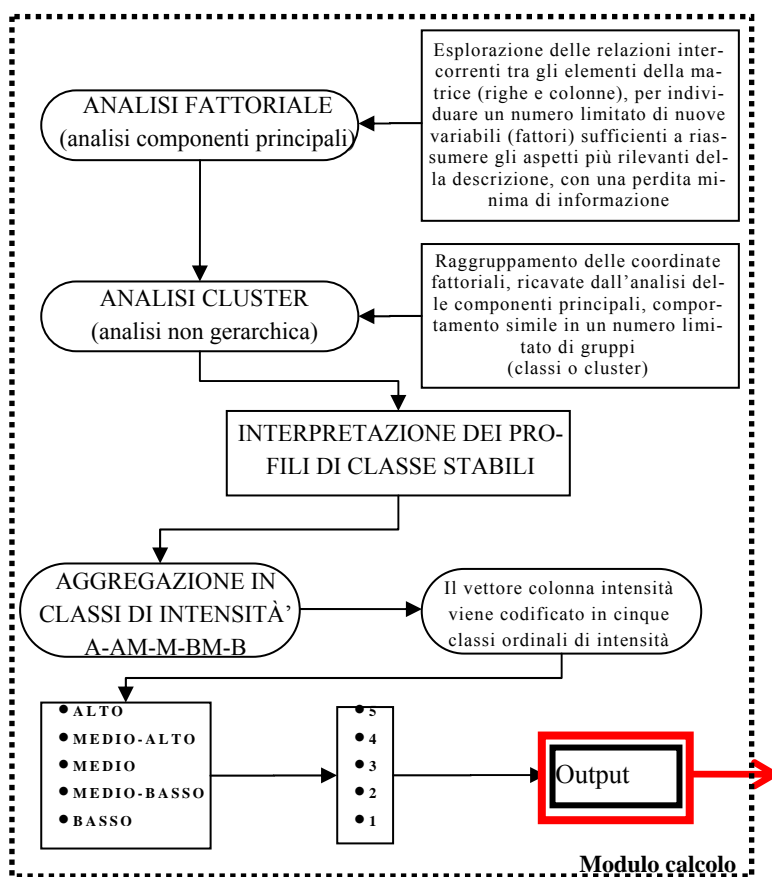 Esplorazione delle relazioni inter-
correnti tra gli elementi della ma-
trice (righe e colonne), per indivi-
duare un numero limitato di nuove
variabili (fattori) sufficienti a rias-
sumere gli aspetti più rilevanti del-
la descrizione, con una perdita mi-
nima di informazione
ANALISI FATTORIALE
(analisi componenti principali)
Raggruppamento delle coordinate
fattoriali, ricavate dall’analisi del-
le componenti principali, compor-
tamento simile in un numero limi-
tato di gruppi
(classi o cluster)
ANALISI CLUSTER
(analisi non gerarchica)
INTERPRETAZIONE DEI PRO-
FILI DI CLASSE STABILI
AGGREGAZIONE IN
CLASSI DI INTENSITÁ’
A-AM-M-BM-B
Il vettore colonna intensità
viene codificato in cinque
classi ordinali di intensità
• ALTO
• MEDIO-ALTO
• MEDIO
• MEDIO-BASSO
• BASSO
• 5
• 4
• 3
• 2
• 1
Output
Modulo calcolo